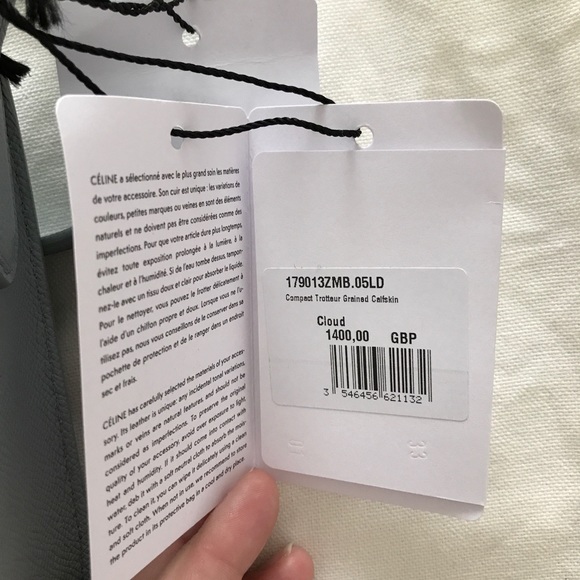 CÉLINE a sélectionné avec le plus grand soin les matières
de votre accessoire. Son cuir est unique : les variations de
couleurs, petites marques ou veines en sont des éléments
naturels et ne doivent pas être considérées comme des
imperfections. Pour que votre article dure plus longtemps,
évitez toute exposition prolongée à la lumière, à la
chaleur et à l'humidité. Si de l'eau tombe dessus, tampon-
nez-le avec un tissu doux et clair pour absorber le liquide.
Pour le nettoyer, vous pouvez le frotter délicatement à
l'aide d'un chiffon propre et doux. Lorsque vous ne l'u-
tilisez pas, nous vous conseillons de le conserver dans sa
pochette de protection et de le ranger dans un endroit
sec et frais.
CÉLINE has carefully selected the materials of your acces-
sory. Its leather is unique: any incidental tonal variations,
marks or veins are natural features and should not be
considered as imperfections. To preserve the original
quality of your accessory, avoid over exposure to light,
heat and humidity. If it should come into contact with
water, dab it with a soft neutral cloth to absorb the mois-
ture. To clean it, you can wipe it delicately using a clean
and soft cloth. When not in use, we recommend to store
the product in its protective bag in a cool and dry place.
179013ZMB.05LD
Compact Trotteur Grained Calfskin
Cloud
1400,00 GBP
3 546456 621132